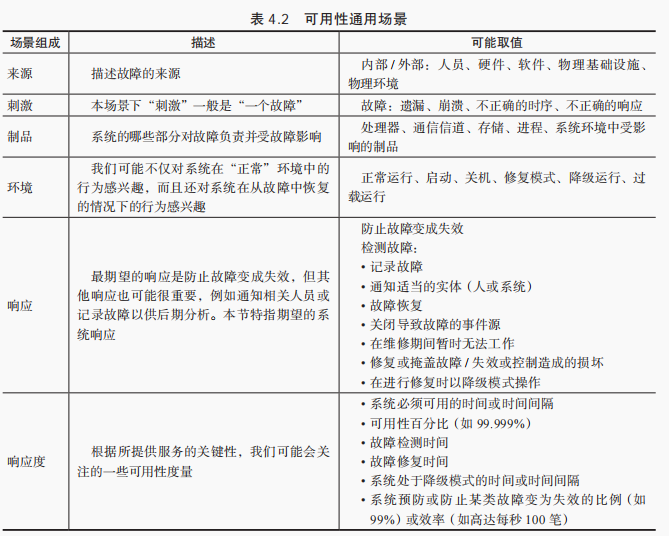 表 4.2 可用性通用场景
场景组成 描述 可能取值
来源 描述故障的来源 内部 / 外部：人员、硬件、软件、物理基础设施、
物理环境
刺激 本场景下“刺激”一般是“一个故障” 故障：遗漏、崩溃、不正确的时序、不正确的响应
制品 系统的哪些部分对故障负责并受故障影响 处理器、通信信道、存储、进程、系统环境中受影
响的制品
环境 我们可能不仅对系统在“正常”环境中的
行为感兴趣，而且还对系统在从故障中恢复
的情况下的行为感兴趣
正常运行、启动、关机、修复模式、降级运行、过
载运行
响应 最期望的响应是防止故障变成失效，但其
他响应也可能很重要，例如通知相关人员或
记录故障以供后期分析。本节特指期望的系
统响应
防止故障变成失效
检测故障：
• 记录故障
• 通知适当的实体（人或系统）
• 故障恢复
• 关闭导致故障的事件源
• 在维修期间暂时无法工作
• 修复或掩盖故障 / 失效或控制造成的损坏
• 在进行修复时以降级模式操作
响应度 根据所提供服务的关键性，我们可能会关
注的一些可用性度量
• 系统必须可用的时间或时间间隔
• 可用性百分比（如 99.999%）
• 故障检测时间
• 故障修复时间
• 系统处于降级模式的时间或时间间隔
• 系统预防或防止某类故障变为失效的比例（如
99%）或效率（如高达每秒 100 笔）